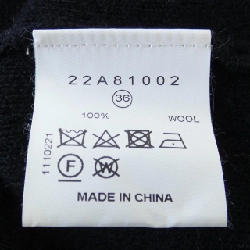 22A81002
36
100% WOOL
1110221
F W
MADE IN CHINA